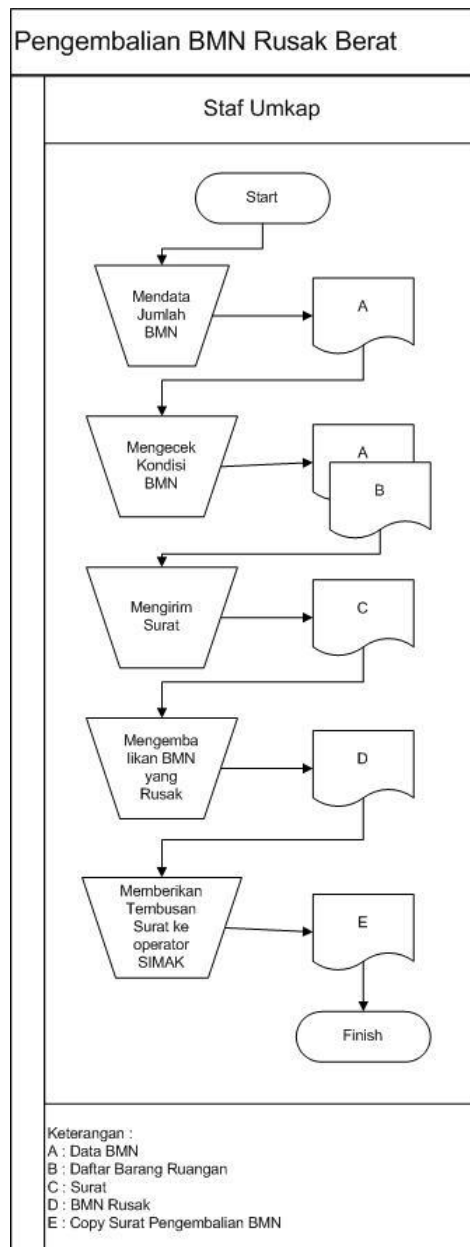 Pengembalian BMN Rusak Berat
Staf Umkap
Start
Mendata
Jumlah
BMN
A
Mengecek
Kondisi
BMN
A
B
Mengirim
Surat
C
Mengemba
likan BMN
yang
Rusak
D
Memberikan
Tembusan
Surat ke
operator
SIMAK
E
Finish
Keterangan :
A : Data BMN
B : Daftar Barang Ruangan
C : Surat
D : BMN Rusak
E : Copy Surat Pengembalian BMN